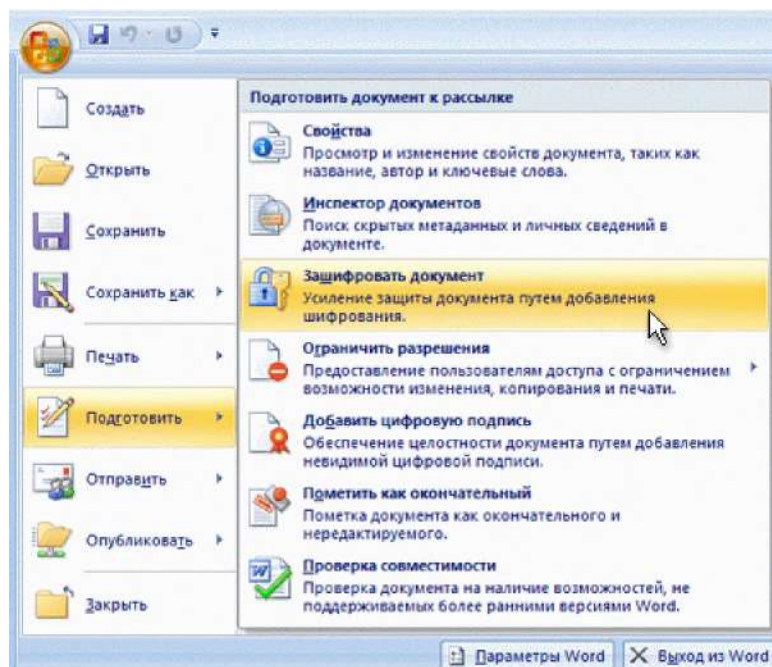 Создать
Открыть
Сохранить
Сохранить как
Печать
Подготовить
Отправить
Опубликовать
Закрыть
Подготовить документ к рассылке
Свойства
Просмотр и изменение свойств документа, таких как
название, автор и ключевые слова.
Инспектор документов
Поиск скрытых метаданных и личных сведений в
документе.
Зашифровать документ
Усиление защиты документа путем добавления
шифрования.
Ограничить разрешения
Предоставление пользователям доступа с ограничением
возможности изменения, копирования и печати.
Добавить цифровую подпись
Обеспечение целостности документа путем добавления
невидимой цифровой подписи.
Пометить как окончательный
Пометка документа как окончательного и
нередактируемого.
Проверка совместимости
Проверка документа на наличие возможностей, не
поддерживаемых более ранними версиями Word.
Параметры Word
Выход из Word